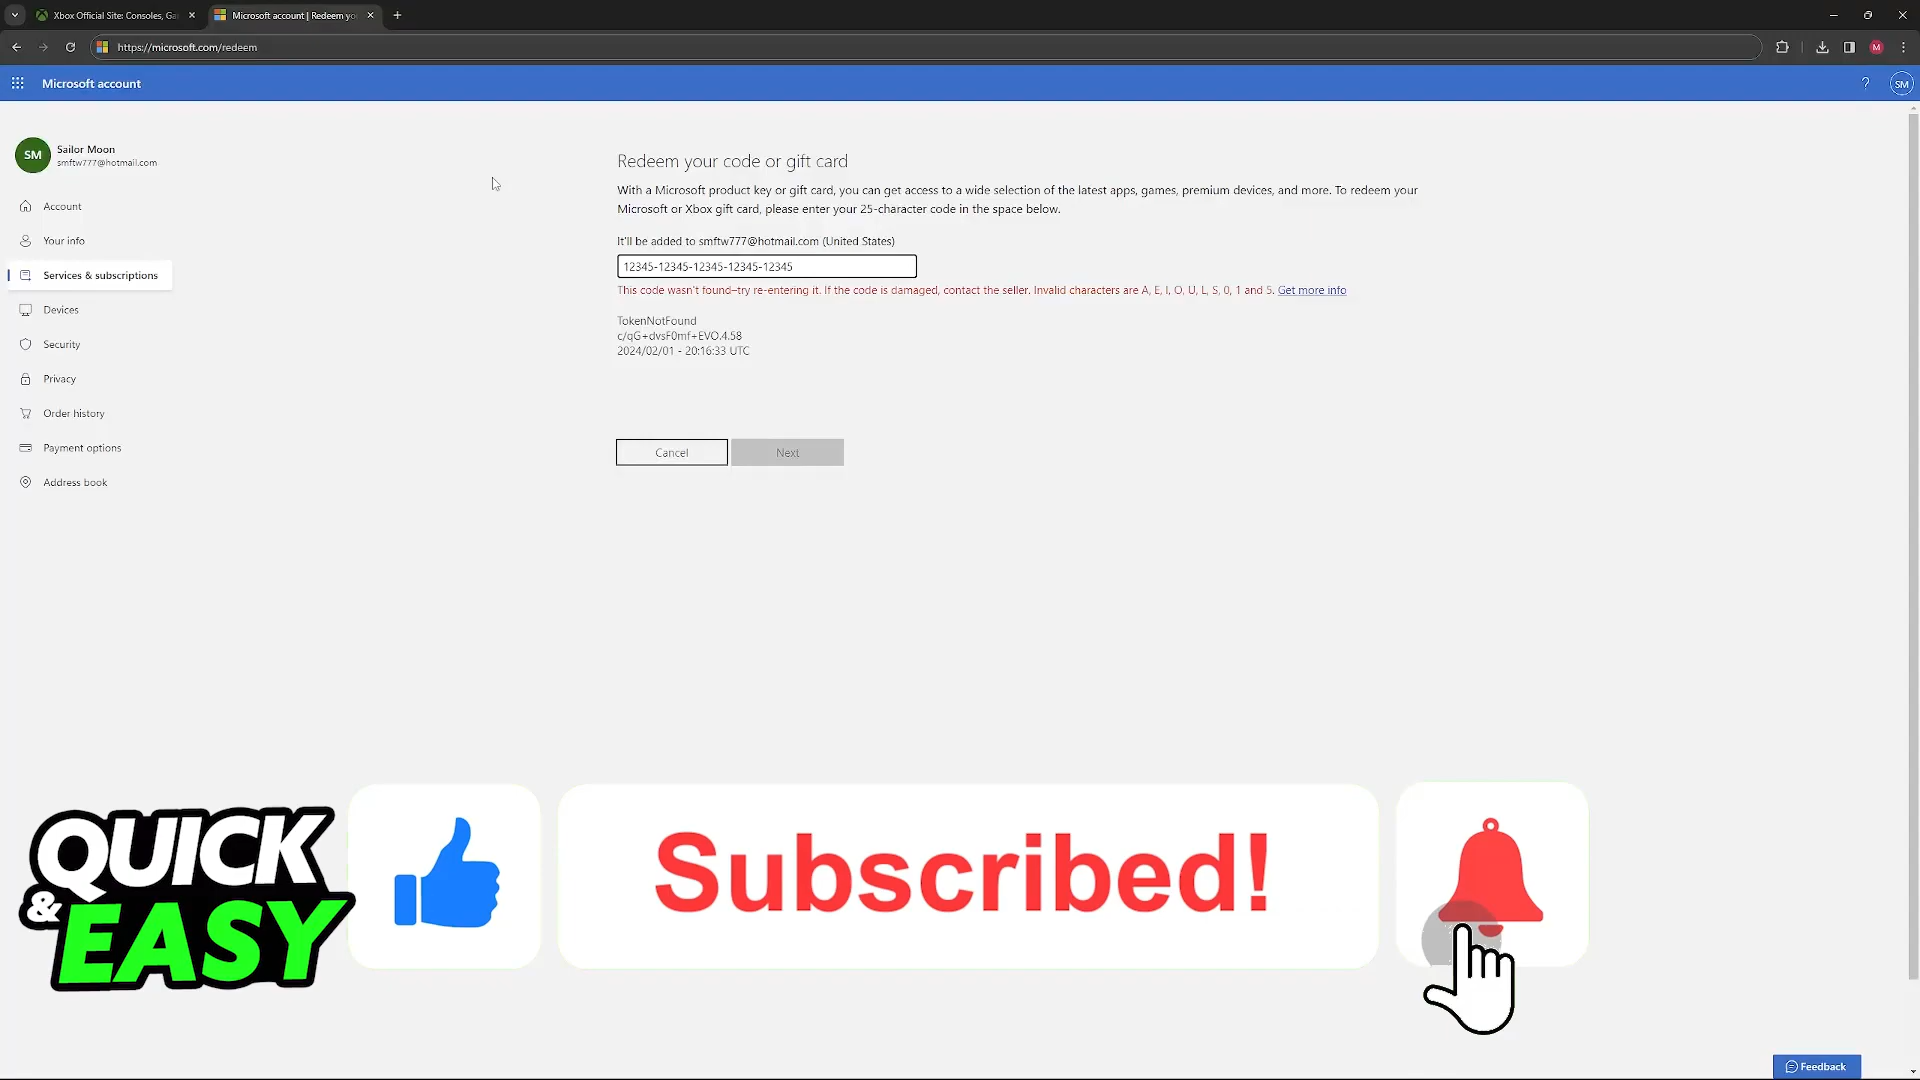 Xbox Official Site: Consoles, Ga
Microsoft account | Redeem yo
https://microsoft.com/redeem
M
Microsoft account
?
SM
SM
Sailor Moon
smftw777@hotmail.com
Account
Your info
Services & subscriptions
Devices
Security
Privacy
Order history
Payment options
Address book
Redeem your code or gift card
With a Microsoft product key or gift card, you can get access to a wide selection of the latest apps, games, premium devices, and more. To redeem your
Microsoft or Xbox gift card, please enter your 25-character code in the space below.
It'll be added to smftw777@hotmail.com (United States)
12345-12345-12345-12345-12345
This code wasn't found–try re-entering it. If the code is damaged, contact the seller. Invalid characters are A, E, I, O, U, L, S, 0, 1 and 5. Get more info
TokenNotFound
c/qG+dvsF0mf+EVO.4.58
2024/02/01 - 20:16:33 UTC
Cancel
Next
QUICK
& EASY
Subscribed!
Feedback